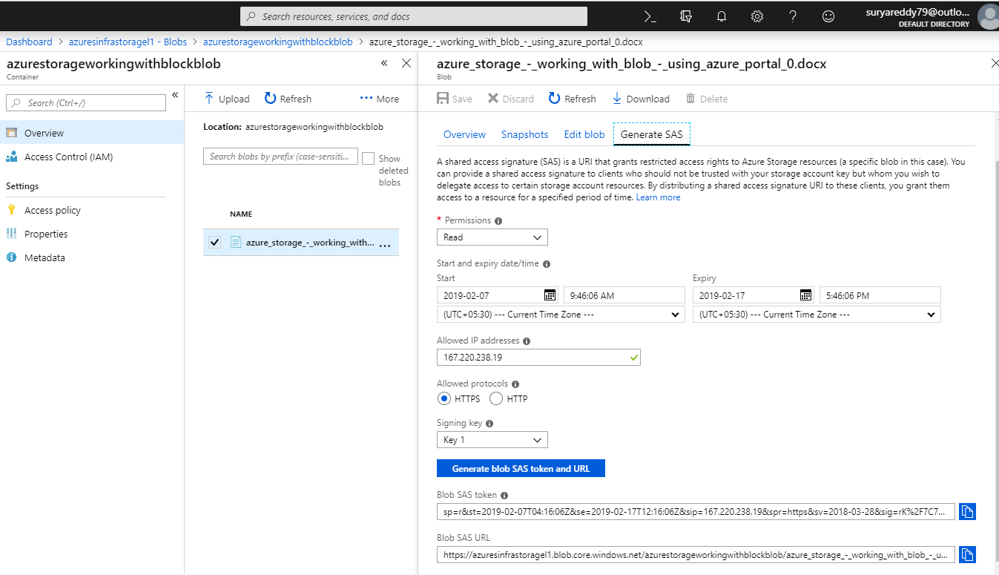 Search resources, services, and docs
suryareddy79@outlo...
DEFAULT DIRECTORY
Dashboard > azuresinfrastoragel1 - Blobs > azurestorageworkingwithblockblob > azure_storage_-_working_with_blob_-_using_azure_portal_0.docx
azurestorageworkingwithblockblob
Container
Search (Ctrl+/)
Overview
Access Control (IAM)
Settings
Access policy
Properties
Metadata
Upload Refresh More
Location: azurestorageworkingwithblockblob
Search blobs by prefix (case-sensiti...
Show
deleted
blobs
NAME
azure_storage_-_working_with... ...
azure_storage_-_working_with_blob_-_using_azure_portal_0.docx
Blob
Save Discard Refresh Download Delete
Overview Snapshots Edit blob Generate SAS
A shared access signature (SAS) is a URI that grants restricted access rights to Azure Storage resources (a specific blob in this case). You
can provide a shared access signature to clients who should not be trusted with your storage account key but whom you wish to
delegate access to certain storage account resources. By distributing a shared access signature URI to these clients, you grant them
access to a resource for a specified period of time. Learn more
* Permissions
Read
Start and expiry date/time
Start Expiry
2019-02-07 9:46:06 AM 2019-02-17 5:46:06 PM
(UTC+05:30) --- Current Time Zone --- (UTC+05:30) --- Current Time Zone ---
Allowed IP addresses
167.220.238.19
Allowed protocols
HTTPS HTTP
Signing key
Key 1
Generate blob SAS token and URL
Blob SAS token
sp=r&st=2019-02-07T04:16:06Z&se=2019-02-17T12:16:06Z&sip=167.220.238.19&spr=https&sv=2018-03-28&sig=rK%2F7C7...
Blob SAS URL
https://azuresinfrastoragel1.blob.core.windows.net/azurestorageworkingwithblockblob/azure_storage_-_working_with_blob_-_u...